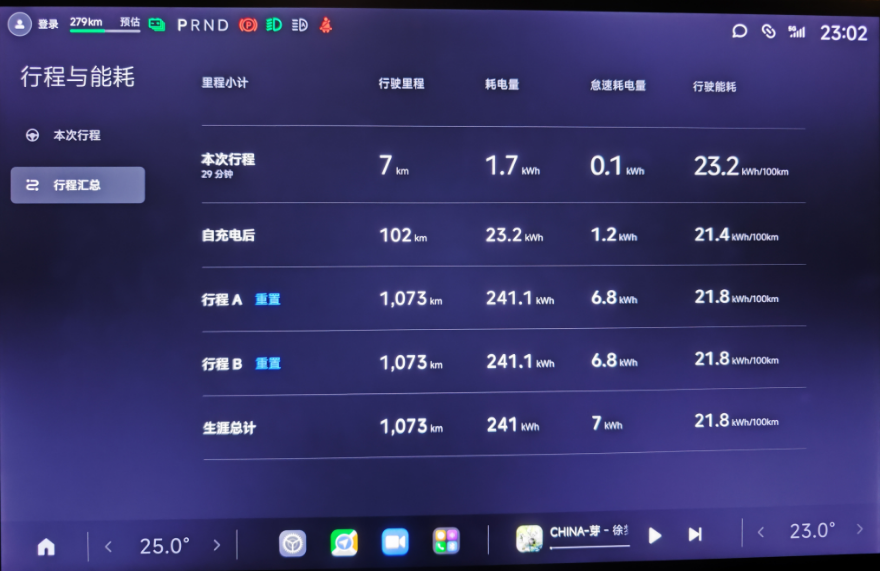 登录 279km 预估 PRND 5G 23:02
行程与能耗
本次行程
行程汇总
里程小计 行驶里程 耗电量 怠速耗电量 行驶能耗
本次行程 7 km 1.7 kWh 0.1 kWh 23.2 kWh/100km
29 分钟
自充电后 102 km 23.2 kWh 1.2 kWh 21.4 kWh/100km
行程 A 重置 1,073 km 241.1 kWh 6.8 kWh 21.8 kWh/100km
行程 B 重置 1,073 km 241.1 kWh 6.8 kWh 21.8 kWh/100km
生涯总计 1,073 km 241 kWh 7 kWh 21.8 kWh/100km
25.0° CHINA-芽 - 徐 23.0°